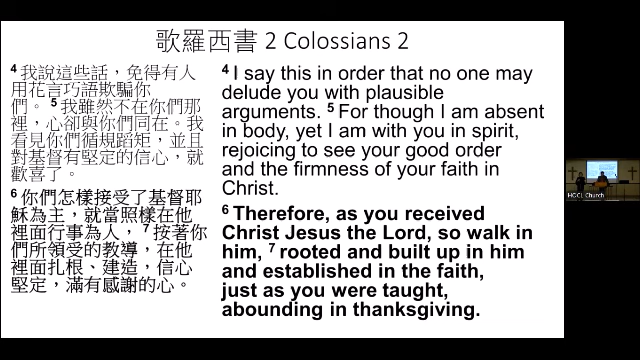 歌羅西書 2 Colossians 2
4 我說這些話，免得有人
用花言巧語欺騙你
們。 5 我雖然不在你們那
裡，心卻與你們同在。我
看見你們循規蹈矩，並且
對基督有堅定的信心，就
歡喜了。
6 你們怎樣接受了基督耶
穌為主，就當照樣在他
裡面行事為人， 7 按著你
們所領受的教導，在他
裡面扎根、建造，信心
堅定，滿有感謝的心。
4 I say this in order that no one may
delude you with plausible
arguments. 5 For though I am absent
in body, yet I am with you in spirit,
rejoicing to see your good order
and the firmness of your faith in
Christ.
6 Therefore, as you received
Christ Jesus the Lord, so walk in
him, 7 rooted and built up in him
and established in the faith,
just as you were taught,
abounding in thanksgiving.
HGCL Church